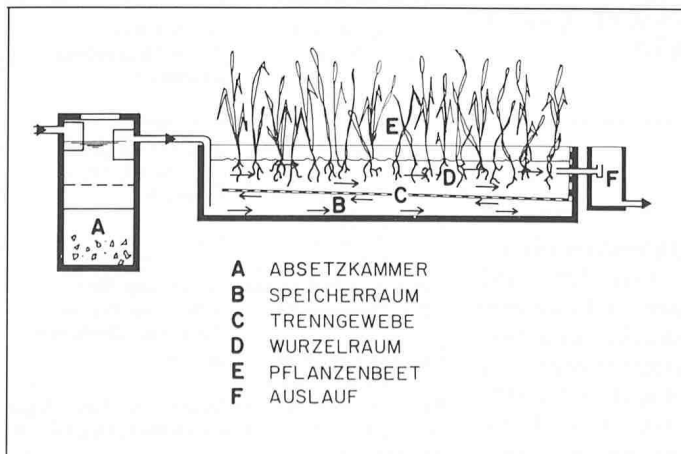 E
A
D
C
B
F
A ABSETZKAMMER
B SPEICHERRAUM
C TRENNGEWEBE
D WURZELRAUM
E PFLANZENBEET
F AUSLAUF